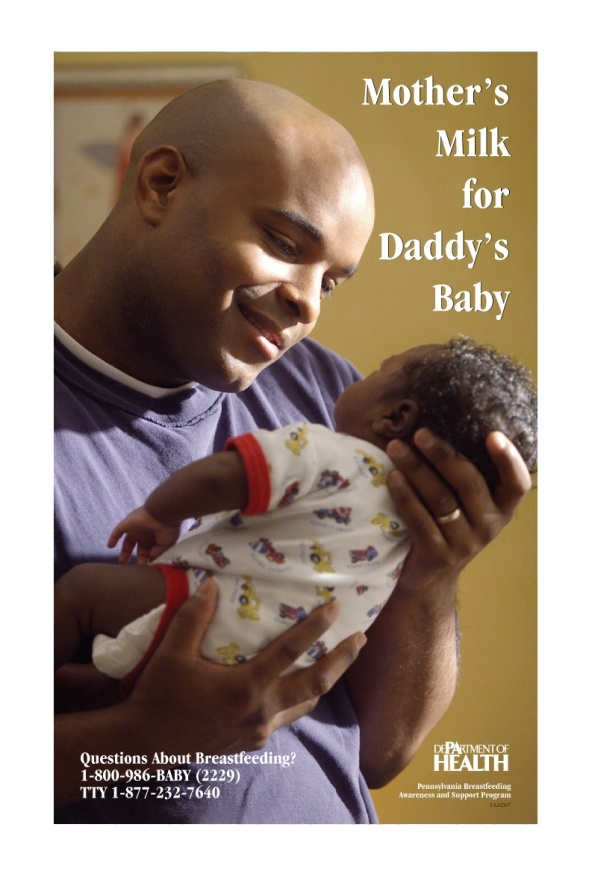 Mother's
Milk
for
Daddy's
Baby
Questions About Breastfeeding?
1-800-986-BABY (2229)
TTY 1-877-232-7640
DEPARTMENT OF
HEALTH
Pennsylvania Breastfeeding
Awareness and Support Program